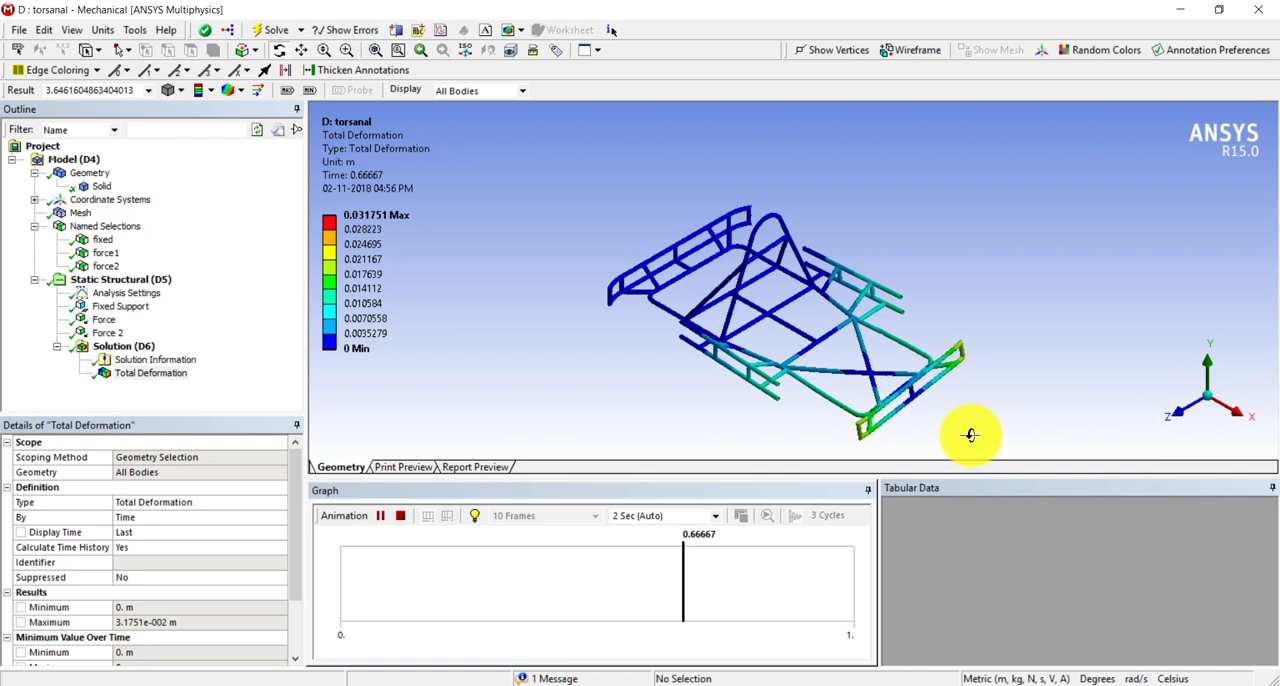 D : torsanal - Mechanical [ANSYS Multiphysics]
File Edit View Units Tools Help Solve ?/ Show Errors Worksheet
Show Vertices Wireframe Show Mesh Random Colors Annotation Preferences
Edge Coloring Thicken Annotations
Result 3.6461604863404013 Probe Display All Bodies
Outline
Filter: Name
Project
Model (D4)
Geometry
Solid
Coordinate Systems
Mesh
Named Selections
fixed
force1
force2
Static Structural (D5)
Analysis Settings
Fixed Support
Force
Force 2
Solution (D6)
Solution Information
Total Deformation
Details of "Total Deformation"
Scope
Scoping Method Geometry Selection
Geometry All Bodies
Definition
Type Total Deformation
By Time
Display Time Last
Calculate Time History Yes
Identifier
Suppressed No
Results
Minimum 0. m
Maximum 3.1751e-002 m
Minimum Value Over Time
Minimum 0. m
D: torsanal
Total Deformation
Type: Total Deformation
Unit: m
Time: 0.66667
02-11-2018 04:56 PM
0.031751 Max
0.028223
0.024695
0.021167
0.017639
0.014112
0.010584
0.0070558
0.0035279
0 Min
ANSYS
R15.0
Y
Z
X
Geometry Print Preview Report Preview
Graph
Animation 10 Frames 2 Sec (Auto) 3 Cycles
0.66667
0. 1.
Tabular Data
1 Message No Selection Metric (m, kg, N, s, V, A) Degrees rad/s Celsius